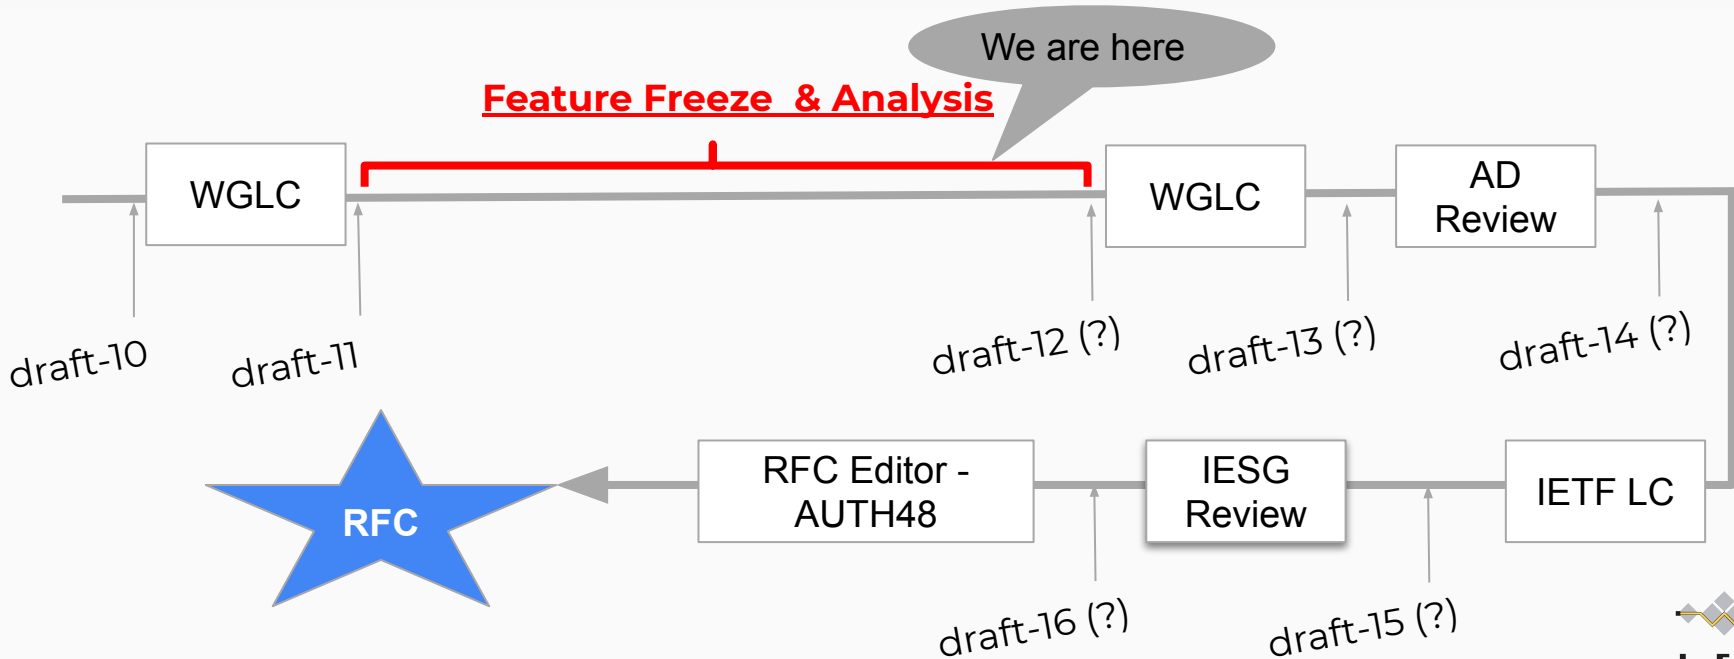 We are here
Feature Freeze & Analysis
WGLC
WGLC
AD
Review
draft-10
draft-11
draft-12 (?)
draft-13 (?)
draft-14 (?)
RFC
RFC Editor -
AUTH48
IESG
Review
IETF LC
draft-16 (?)
draft-15 (?)